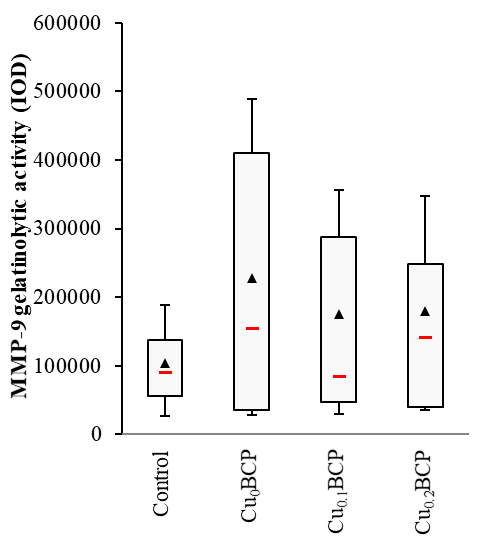 MMP-9 gelatinolytic activity (IOD)
600000
500000
400000
300000
200000
100000
0
Control
Cu₀BCP
Cu₀.₁BCP
Cu₀.₂BCP